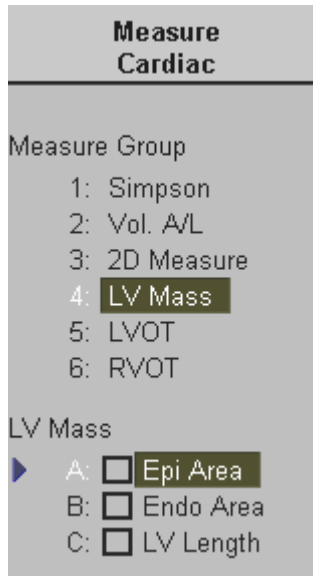 Measure
Cardiac
Measure Group
1: Simpson
2: Vol. A/L
3: 2D Measure
4: LV Mass
5: LVOT
6: RVOT
LV Mass
A: Epi Area
B: Endo Area
C: LV Length